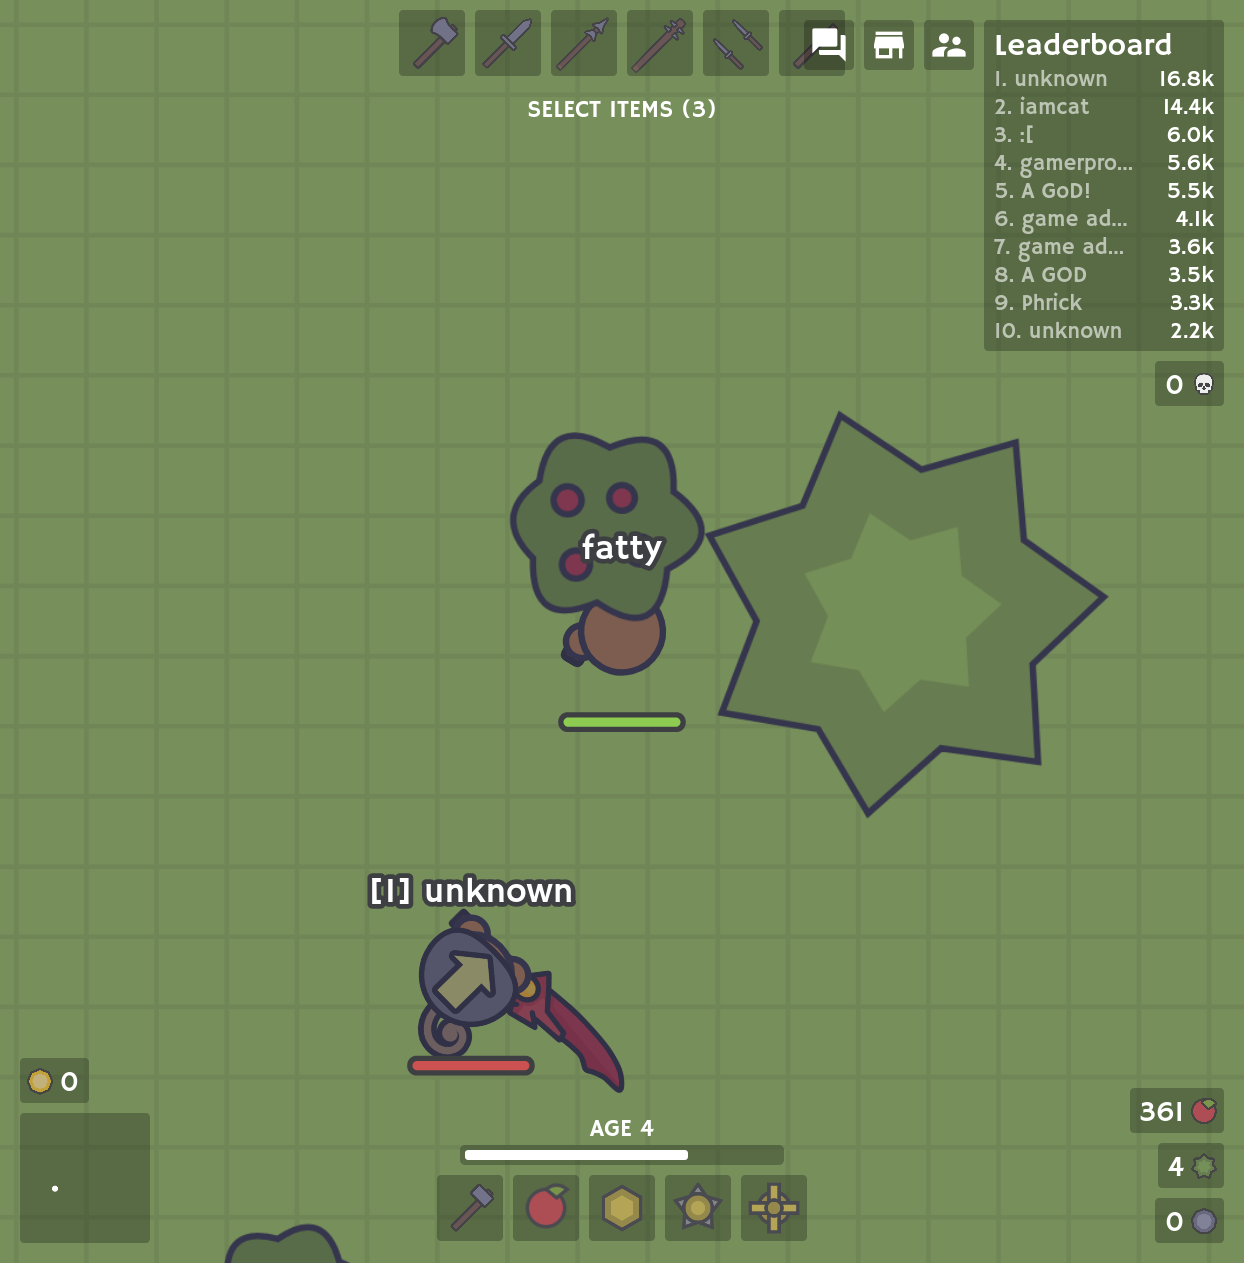 SELECT ITEMS (3)
Leaderboard
1. unknown 16.8k
2. iamcat 14.4k
3. :[ 6.0k
4. gamerpro... 5.6k
5. A GoD! 5.5k
6. game ad... 4.1k
7. game ad... 3.6k
8. A GOD 3.5k
9. Phrick 3.3k
10. unknown 2.2k
0
fatty
[I] unknown
0
AGE 4
361
4
0